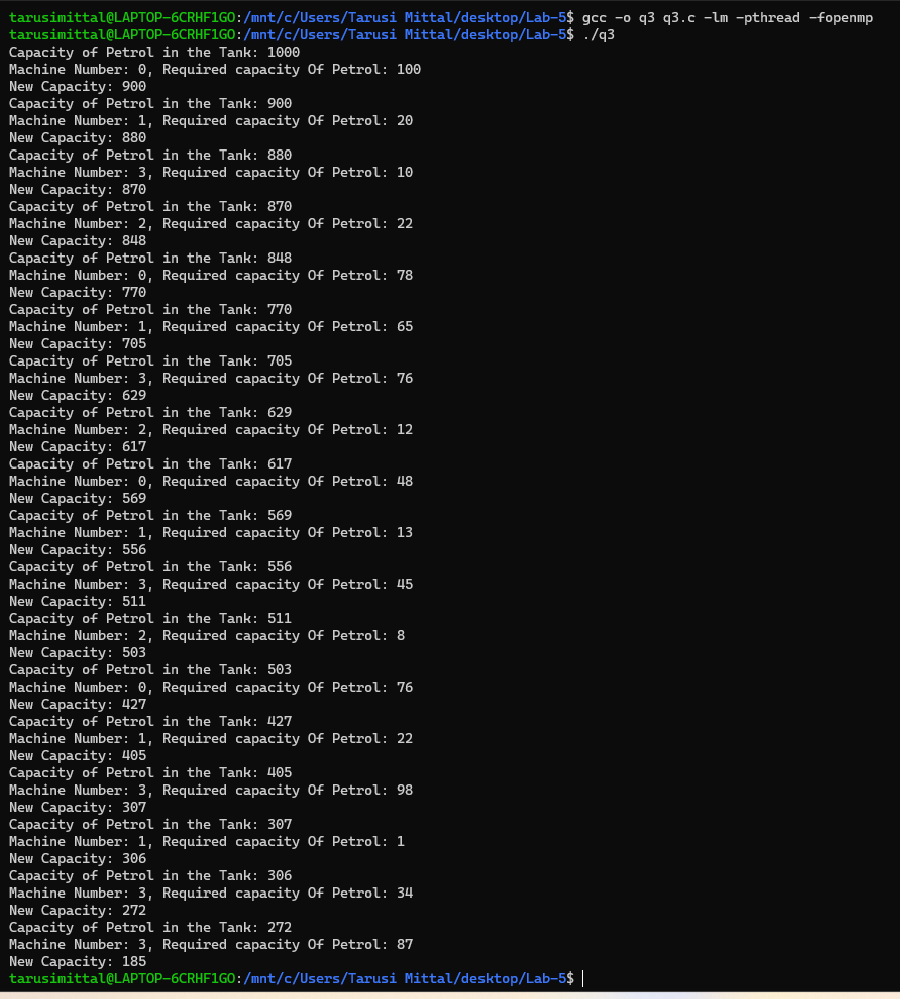 tarusimittal@LAPTOP-6CRHF1GO:/mnt/c/Users/Tarusi Mittal/desktop/Lab-5$ gcc -o q3 q3.c -lm -pthread -fopenmp
tarusimittal@LAPTOP-6CRHF1GO:/mnt/c/Users/Tarusi Mittal/desktop/Lab-5$ ./q3
Capacity of Petrol in the Tank: 1000
Machine Number: 0, Required capacity Of Petrol: 100
New Capacity: 900
Capacity of Petrol in the Tank: 900
Machine Number: 1, Required capacity Of Petrol: 20
New Capacity: 880
Capacity of Petrol in the Tank: 880
Machine Number: 3, Required capacity Of Petrol: 10
New Capacity: 870
Capacity of Petrol in the Tank: 870
Machine Number: 2, Required capacity Of Petrol: 22
New Capacity: 848
Capacity of Petrol in the Tank: 848
Machine Number: 0, Required capacity Of Petrol: 78
New Capacity: 770
Capacity of Petrol in the Tank: 770
Machine Number: 1, Required capacity Of Petrol: 65
New Capacity: 705
Capacity of Petrol in the Tank: 705
Machine Number: 3, Required capacity Of Petrol: 76
New Capacity: 629
Capacity of Petrol in the Tank: 629
Machine Number: 2, Required capacity Of Petrol: 12
New Capacity: 617
Capacity of Petrol in the Tank: 617
Machine Number: 0, Required capacity Of Petrol: 48
New Capacity: 569
Capacity of Petrol in the Tank: 569
Machine Number: 1, Required capacity Of Petrol: 13
New Capacity: 556
Capacity of Petrol in the Tank: 556
Machine Number: 3, Required capacity Of Petrol: 45
New Capacity: 511
Capacity of Petrol in the Tank: 511
Machine Number: 2, Required capacity Of Petrol: 8
New Capacity: 503
Capacity of Petrol in the Tank: 503
Machine Number: 0, Required capacity Of Petrol: 76
New Capacity: 427
Capacity of Petrol in the Tank: 427
Machine Number: 1, Required capacity Of Petrol: 22
New Capacity: 405
Capacity of Petrol in the Tank: 405
Machine Number: 3, Required capacity Of Petrol: 98
New Capacity: 307
Capacity of Petrol in the Tank: 307
Machine Number: 1, Required capacity Of Petrol: 1
New Capacity: 306
Capacity of Petrol in the Tank: 306
Machine Number: 3, Required capacity Of Petrol: 34
New Capacity: 272
Capacity of Petrol in the Tank: 272
Machine Number: 3, Required capacity Of Petrol: 87
New Capacity: 185
tarusimittal@LAPTOP-6CRHF1GO:/mnt/c/Users/Tarusi Mittal/desktop/Lab-5$